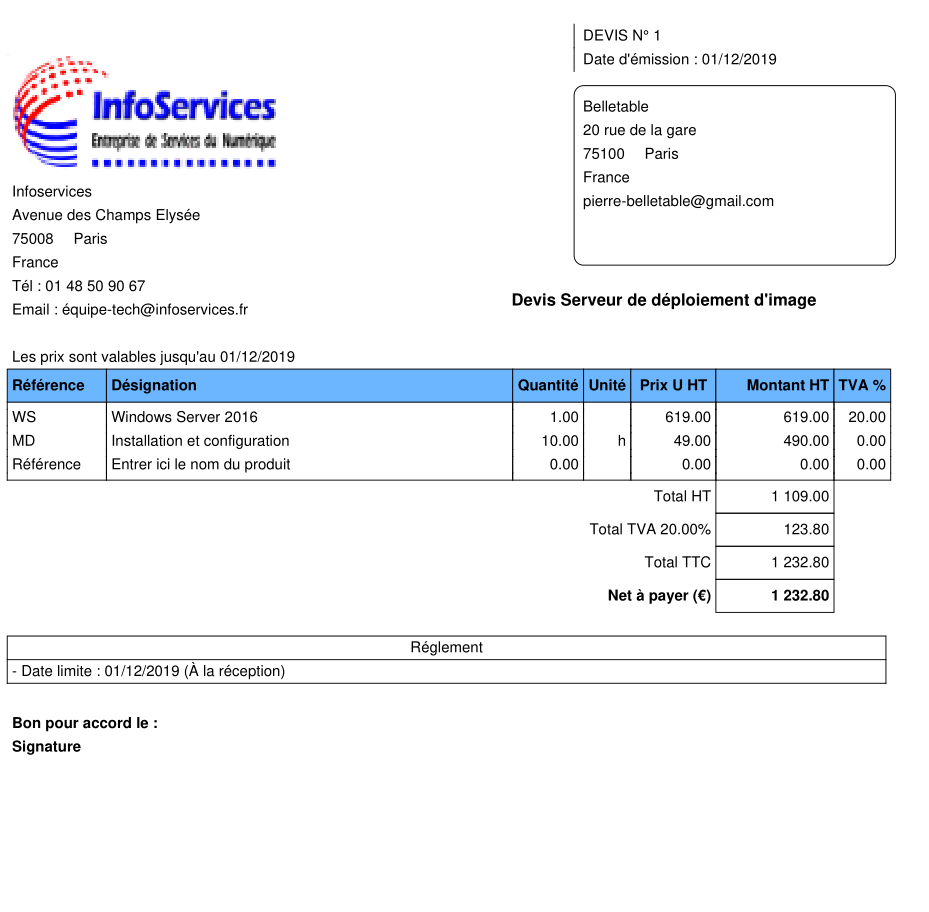 DEVIS N° 1
Date d'émission : 01/12/2019
InfoServices
Entreprise de Services du Numérique
Belletable
20 rue de la gare
75100 Paris
France
pierre-belletable@gmail.com
Infoservices
Avenue des Champs Elysée
75008 Paris
France
Tél : 01 48 50 90 67
Email : équipe-tech@infoservices.fr
Devis Serveur de déploiement d'image
Les prix sont valables jusqu'au 01/12/2019
Référence Désignation Quantité Unité Prix U HT Montant HT TVA %
WS Windows Server 2016 1.00 619.00 619.00 20.00
MD Installation et configuration 10.00 h 49.00 490.00 0.00
Référence Entrer ici le nom du produit 0.00 0.00 0.00 0.00
Total HT 1 109.00
Total TVA 20.00% 123.80
Total TTC 1 232.80
Net à payer (€) 1 232.80
Réglement
- Date limite : 01/12/2019 (À la réception)
Bon pour accord le :
Signature